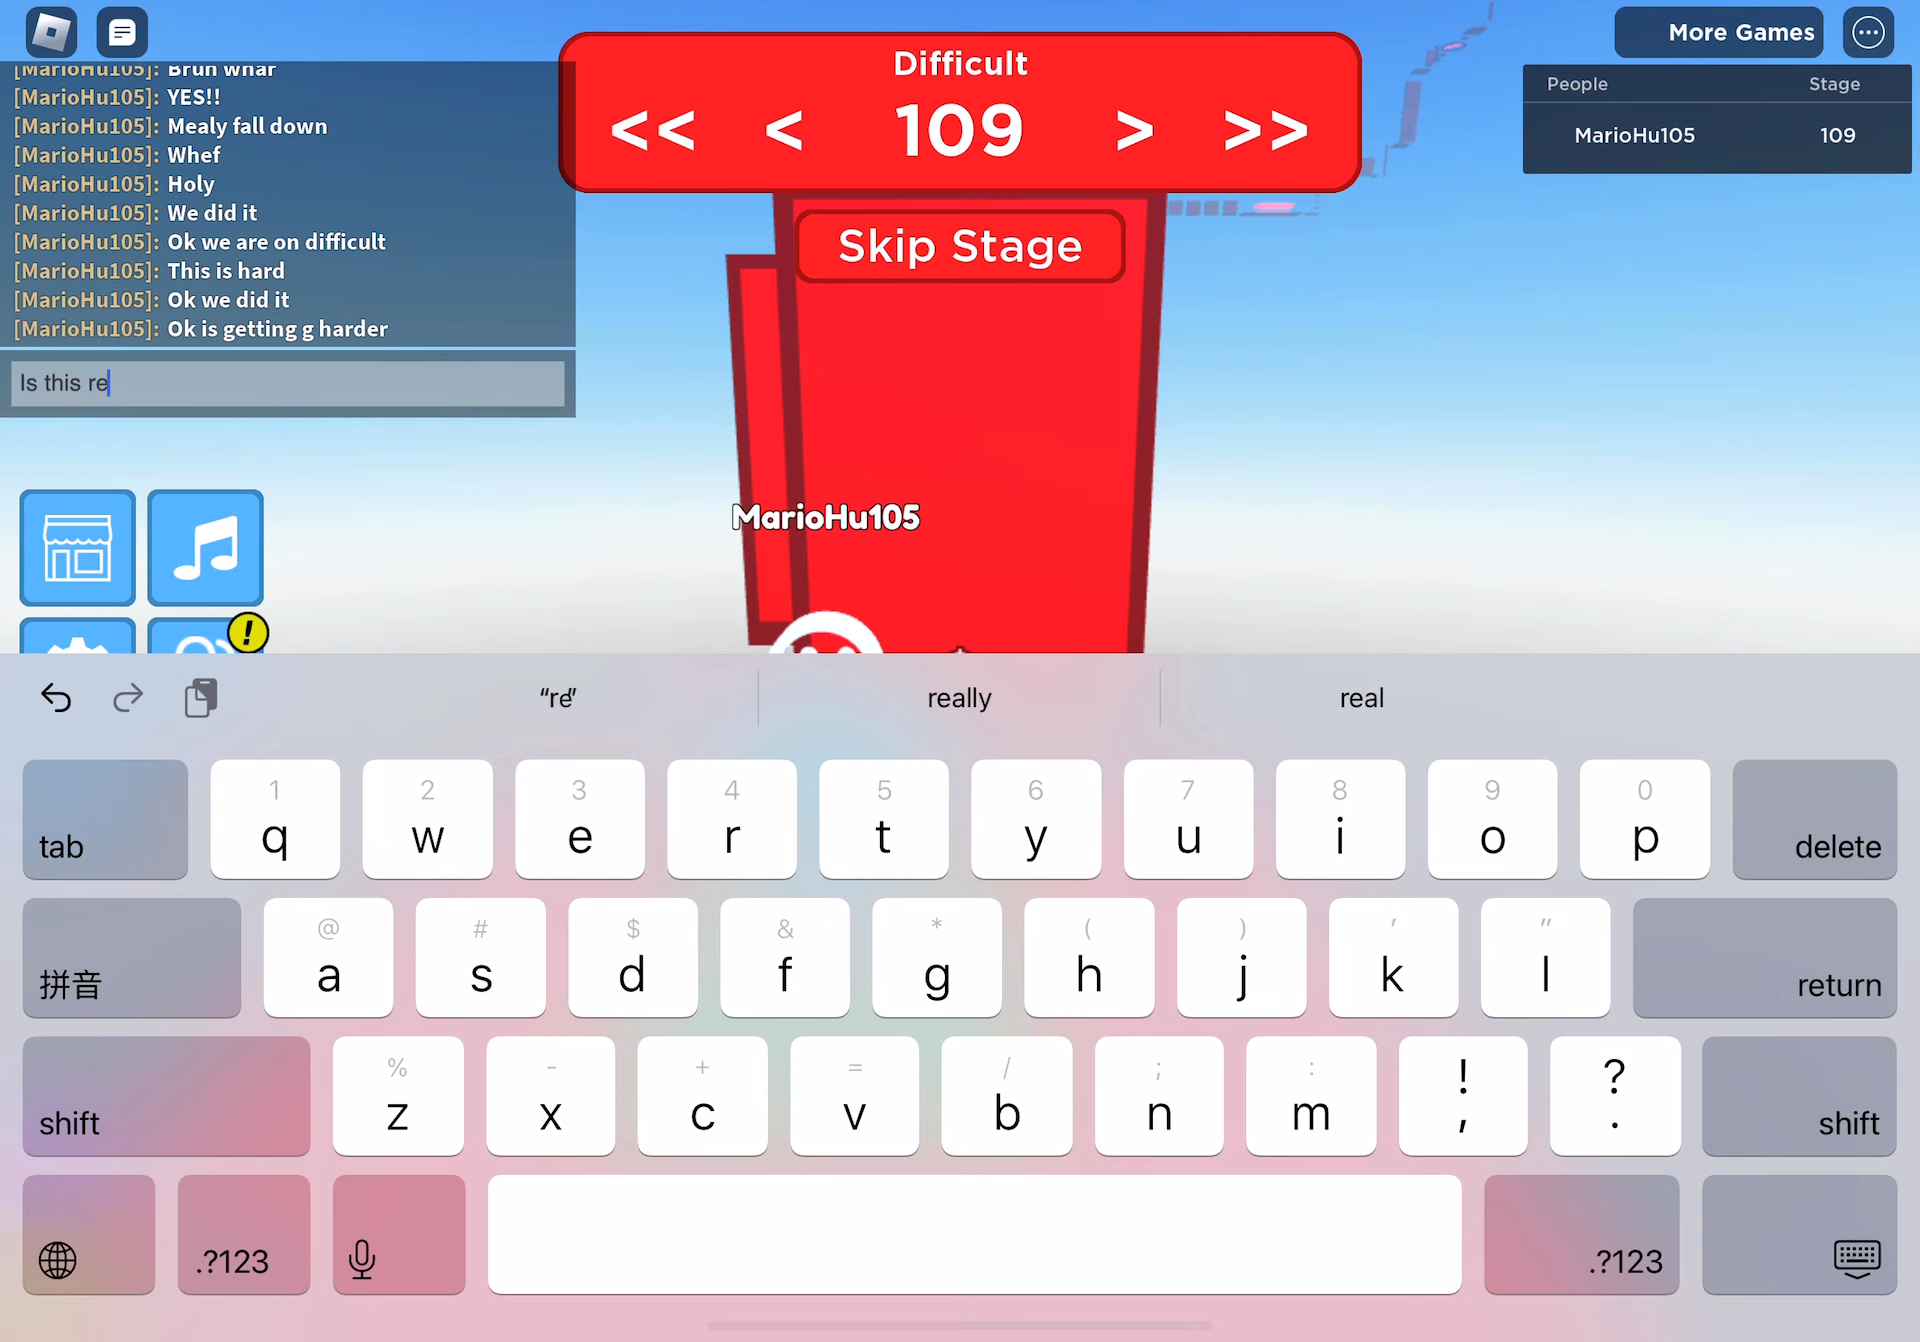 [MarioHu105]: Bruh whar
[MarioHu105]: YES!!
[MarioHu105]: Mealy fall down
[MarioHu105]: Whef
[MarioHu105]: Holy
[MarioHu105]: We did it
[MarioHu105]: Ok we are on difficult
[MarioHu105]: This is hard
[MarioHu105]: Ok we did it
[MarioHu105]: Ok is getting g harder
Is this re
Difficult
<< < 109 > >>
Skip Stage
More Games
People Stage
MarioHu105 109
MarioHu105
!
“re” really real
tab 1 q 2 w 3 e 4 r 5 t 6 y 7 u 8 i 9 o 0 p delete
拼音 @ a # s $ d & f * g ( h ) j ' k " l return
shift % z - x + c = v / b ; n : m ! , ? . shift
.?123 .?123